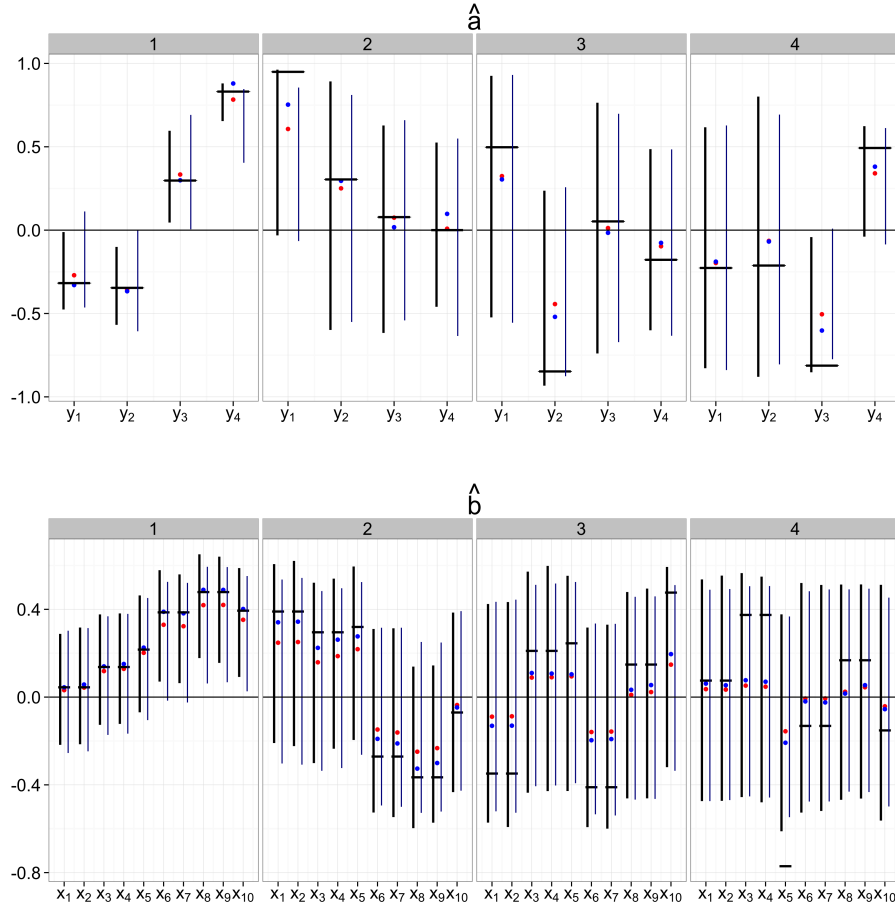 â
1 2 3 4
1.0
0.5
0.0
-0.5
-1.0
y₁ y₂ y₃ y₄ y₁ y₂ y₃ y₄ y₁ y₂ y₃ y₄ y₁ y₂ y₃ y₄
b̂
1 2 3 4
0.4
0.0
-0.4
-0.8
x₁ x₂ x₃ x₄ x₅ x₆ x₇ x₈ x₉ x₁₀ x₁ x₂ x₃ x₄ x₅ x₆ x₇ x₈ x₉ x₁₀ x₁ x₂ x₃ x₄ x₅ x₆ x₇ x₈ x₉ x₁₀ x₁ x₂ x₃ x₄ x₅ x₆ x₇ x₈ x₉ x₁₀